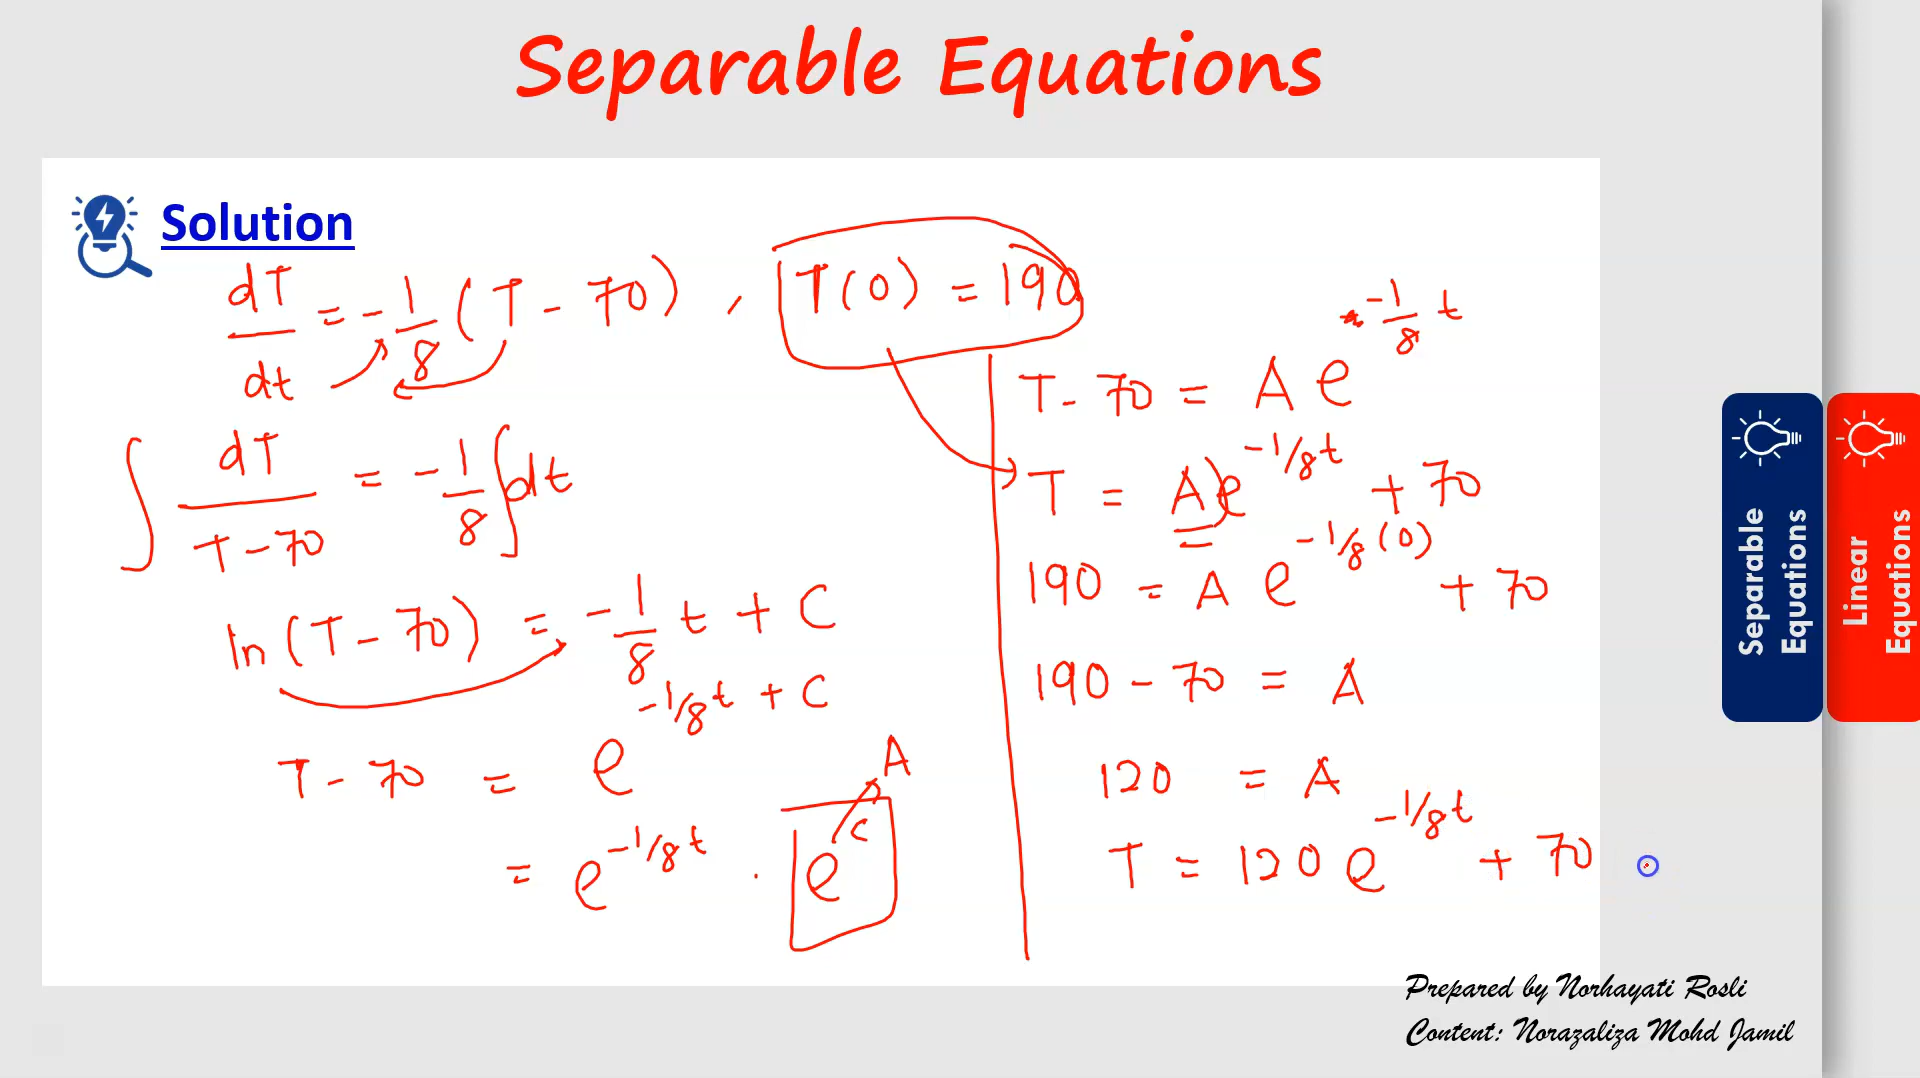 Separable Equations
Solution
dT/dt = -1/8 (T - 70) , T(0) = 190
∫ dT/(T - 70) = -1/8 ∫ dt
ln (T - 70) = -1/8 t + C
T - 70 = e^(-1/8 t + C)
= e^(-1/8 t) · e^C A
T - 70 = A e^(-1/8 t)
T = A e^(-1/8 t) + 70
190 = A e^(-1/8 (0)) + 70
190 - 70 = A
120 = A
T = 120 e^(-1/8 t) + 70
Separable
Equations
Linear
Equations
Prepared by Norhayati Rosli
Content: Norazaliza Mohd Jamil